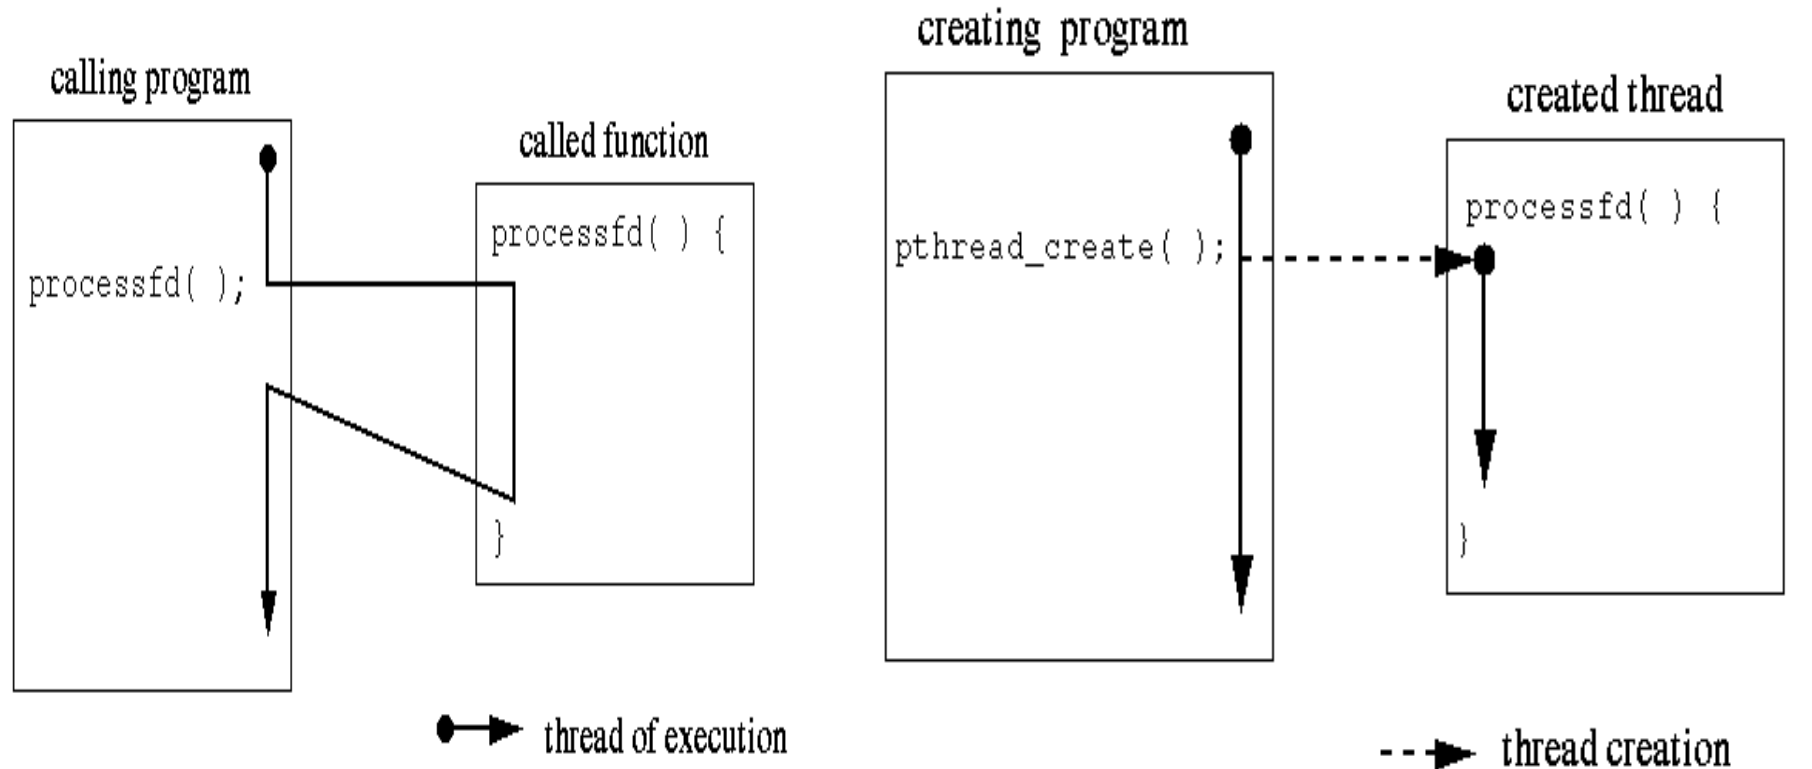 calling program
called function
processfd( ) {
processfd( );
}
thread of execution
creating program
created thread
processfd( ) {
pthread_create( );
}
thread creation